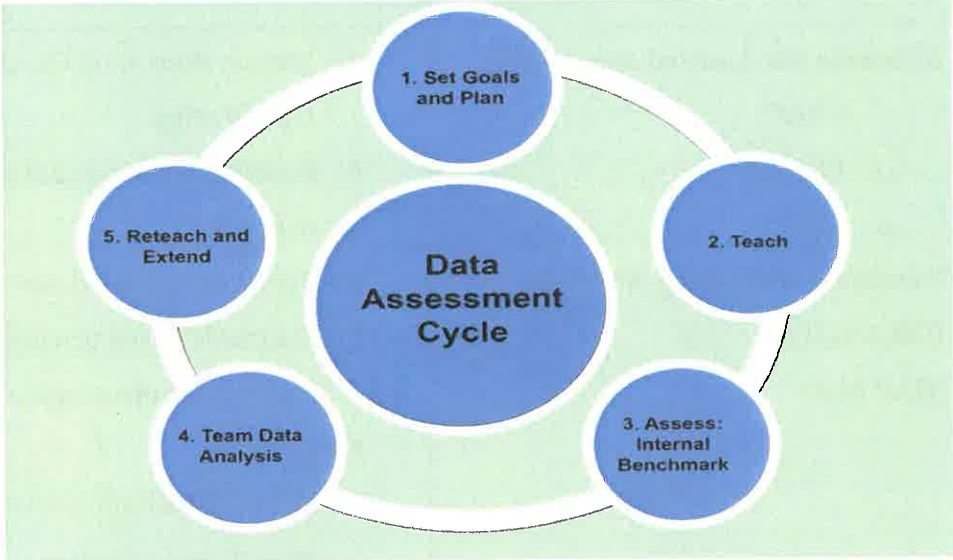 1. Set Goals
and Plan
2. Teach
3. Assess:
Internal
Benchmark
4. Team Data
Analysis
5. Reteach and
Extend
Data
Assessment
Cycle